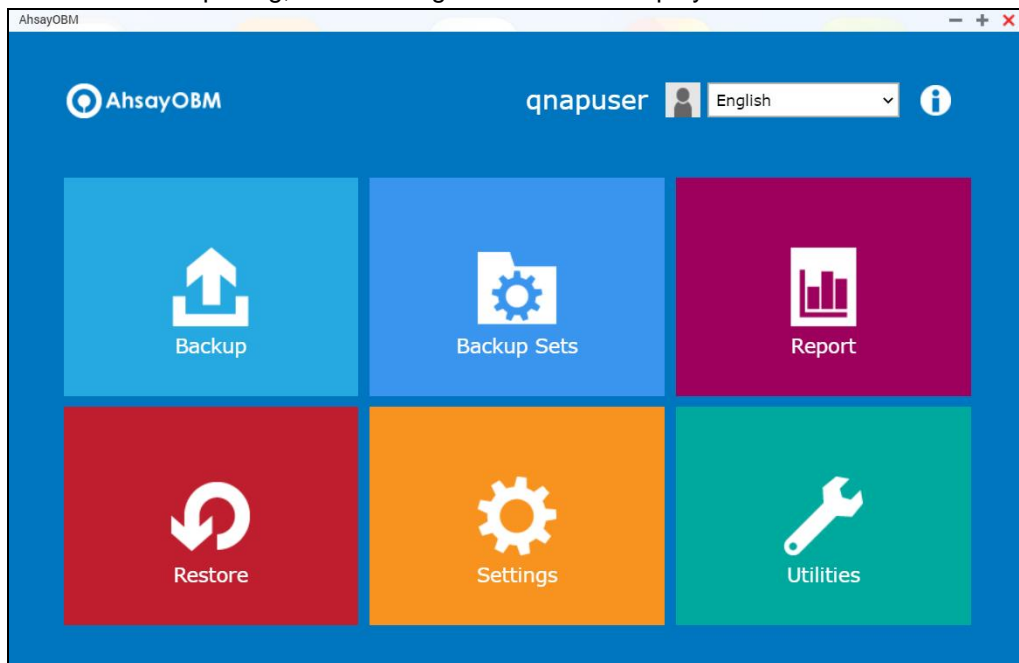 AhsayOBM
AhsayOBM
qnapuser
English
Backup
Backup Sets
Report
Restore
Settings
Utilities